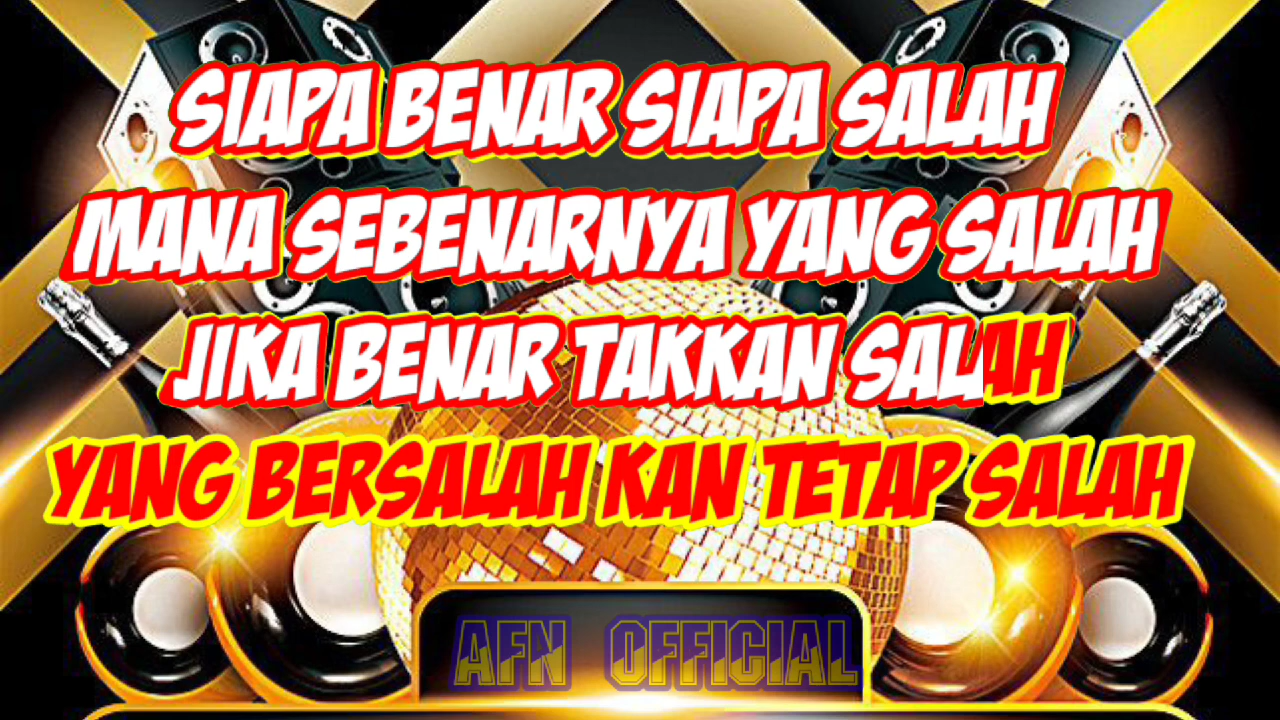 SIAPA BENAR SIAPA SALAH
MANA SEBENARNYA YANG SALAH
JIKA BENAR TAKKAN SALAH
YANG BERSALAH KAN TETAP SALAH
AFN OFFICIAL